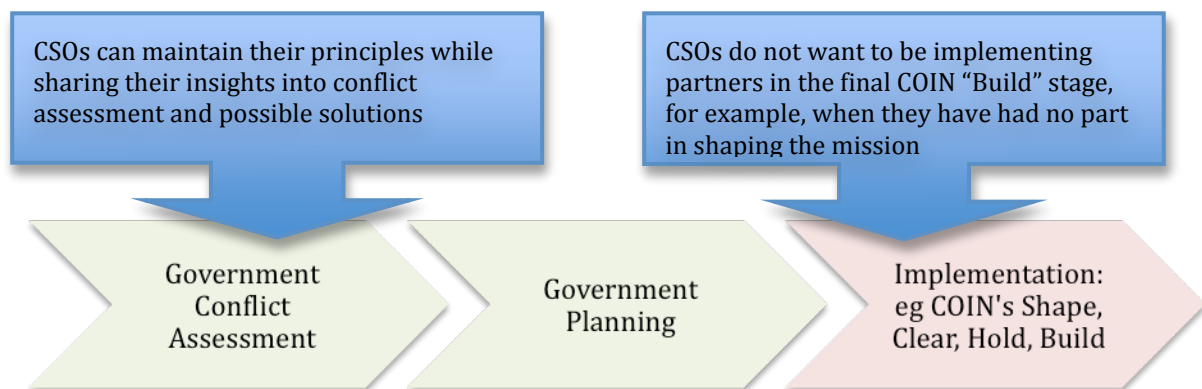 CSOs can maintain their principles while
sharing their insights into conflict
assessment and possible solutions
CSOs do not want to be implementing
partners in the final COIN “Build” stage,
for example, when they have had no part
in shaping the mission
Government
Conflict
Assessment
Government
Planning
Implementation:
eg COIN's Shape,
Clear, Hold, Build